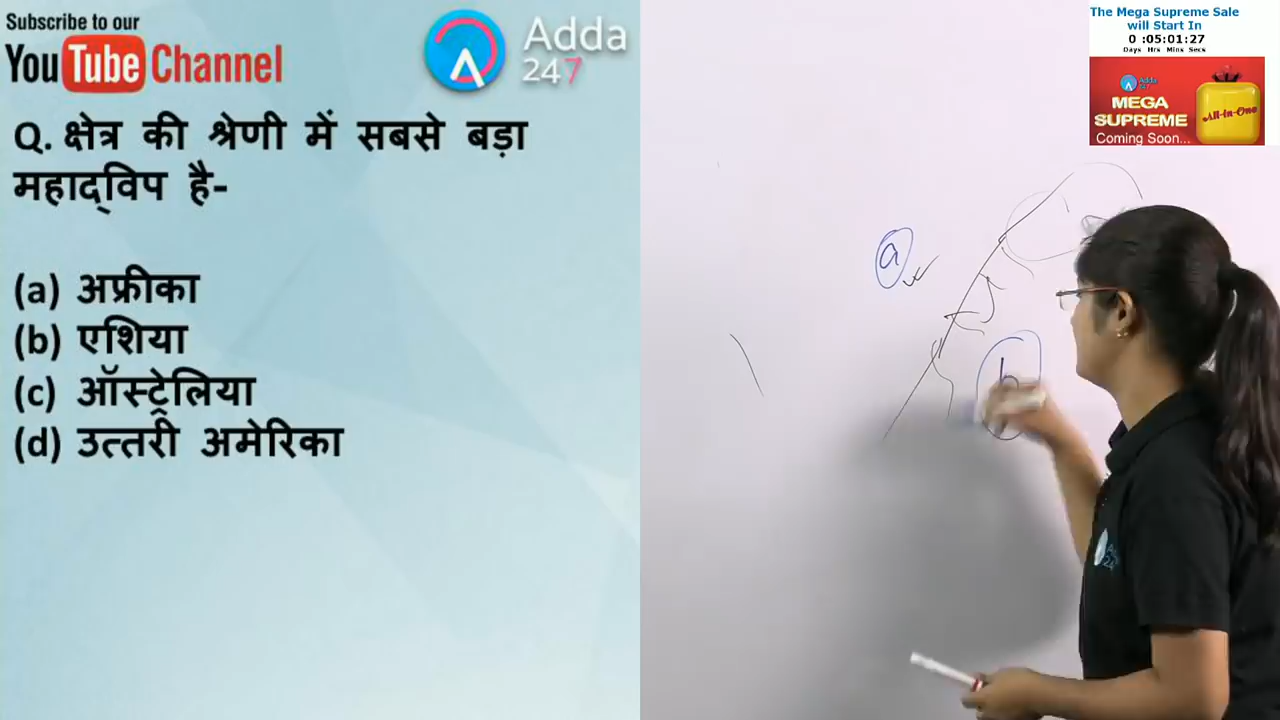 Subscribe to our
YouTube Channel
Adda
247
Q. क्षेत्र की श्रेणी में सबसे बड़ा
महाद्विप है-
(a) अफ्रीका
(b) एशिया
(c) ऑस्ट्रेलिया
(d) उत्तरी अमेरिका
The Mega Supreme Sale
will Start In
0 :05:01:27
Days Hrs Mins Secs
Adda
247
MEGA
SUPREME
Coming Soon...
All-in-One
a
b